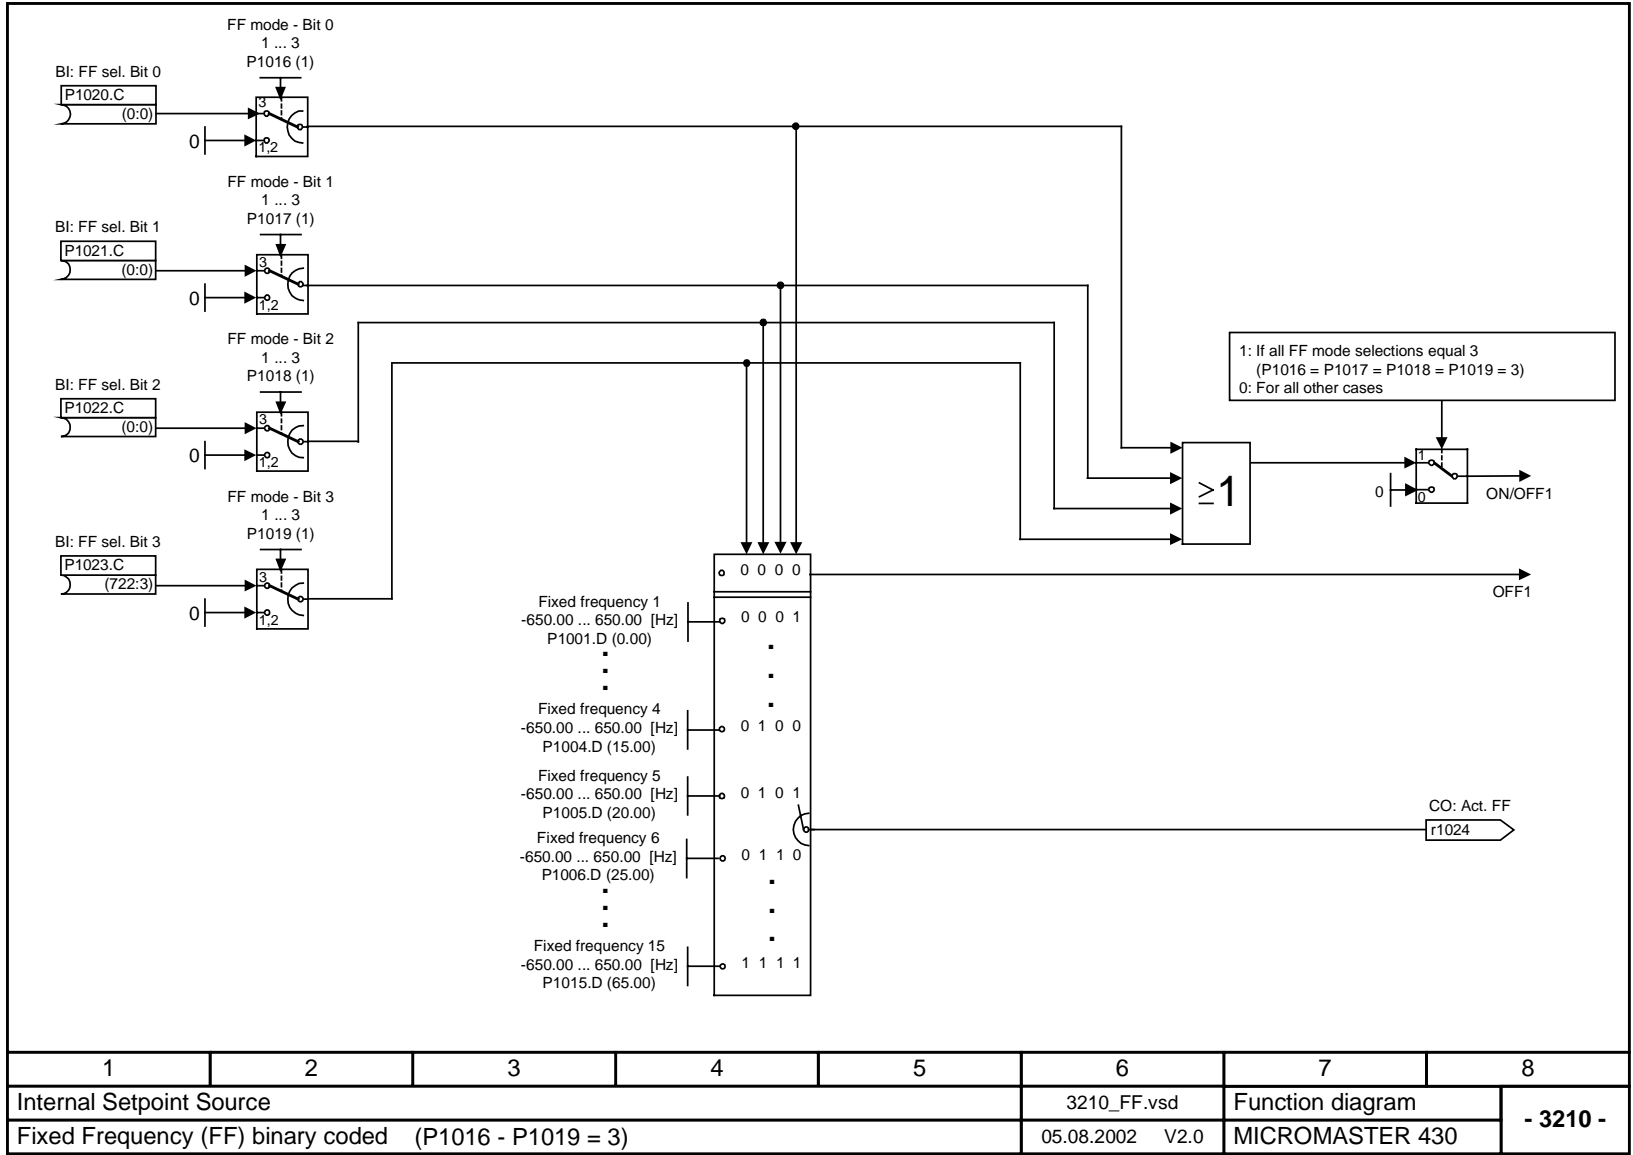 FF mode - Bit 0
1 ... 3
P1016 (1)
BI: FF sel. Bit 0
P1020.C
(0:0)
3
0
1,2
FF mode - Bit 1
1 ... 3
P1017 (1)
BI: FF sel. Bit 1
P1021.C
(0:0)
3
0
1,2
FF mode - Bit 2
1 ... 3
P1018 (1)
BI: FF sel. Bit 2
P1022.C
(0:0)
3
0
1,2
FF mode - Bit 3
1 ... 3
P1019 (1)
BI: FF sel. Bit 3
P1023.C
(722:3)
3
0
1,2
1: If all FF mode selections equal 3
(P1016 = P1017 = P1018 = P1019 = 3)
0: For all other cases
≥1
1
0
0
ON/OFF1
0 0 0 0
OFF1
Fixed frequency 1
-650.00 ... 650.00 [Hz]
P1001.D (0.00)
0 0 0 1
Fixed frequency 4
-650.00 ... 650.00 [Hz]
P1004.D (15.00)
0 1 0 0
Fixed frequency 5
-650.00 ... 650.00 [Hz]
P1005.D (20.00)
0 1 0 1
Fixed frequency 6
-650.00 ... 650.00 [Hz]
P1006.D (25.00)
0 1 1 0
Fixed frequency 15
-650.00 ... 650.00 [Hz]
P1015.D (65.00)
1 1 1 1
CO: Act. FF
r1024
1 2 3 4 5 6 7 8
Internal Setpoint Source
3210_FF.vsd
Function diagram
- 3210 -
Fixed Frequency (FF) binary coded (P1016 - P1019 = 3)
05.08.2002 V2.0
MICROMASTER 430